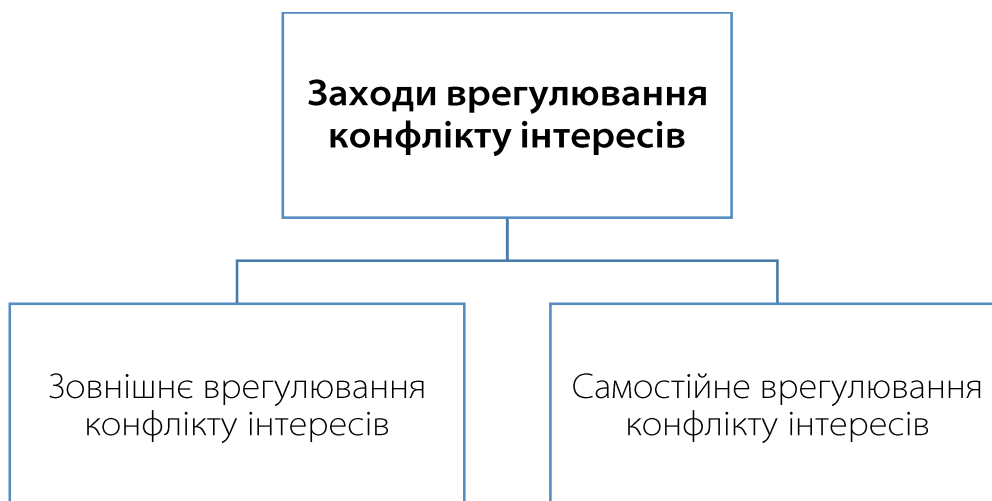 Заходи врегулювання
конфлікту інтересів
Зовнішнє врегулювання
конфлікту інтересів
Самостійне врегулювання
конфлікту інтересів